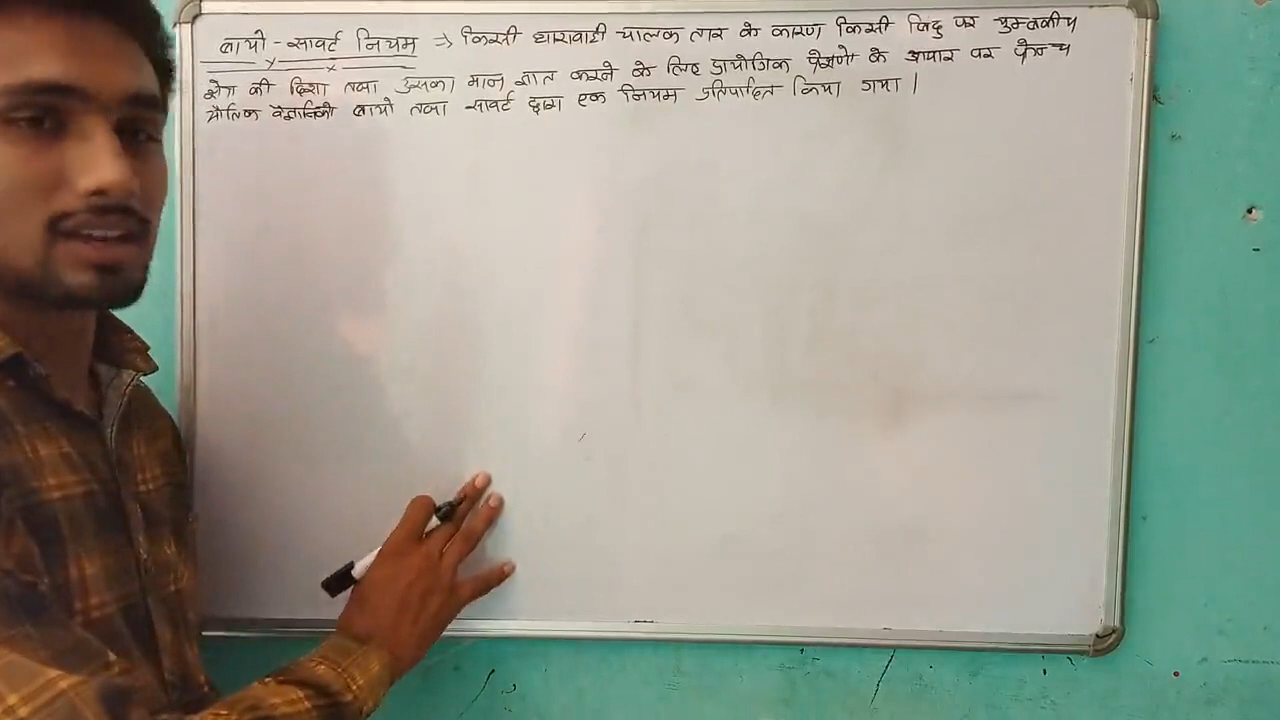 बायो - सावर्ट नियम => किसी धारावाही चालक तार के कारण किसी बिंदु पर चुम्बकीय
क्षेत्र की दिशा तथा उसका मान ज्ञात करने के लिए प्रायोगिक प्रेक्षणो के आधार पर फ्रेन्च
भौतिक वैज्ञानिको बायो तथा सावर्ट द्वारा एक नियम प्रतिपादित किया गया।